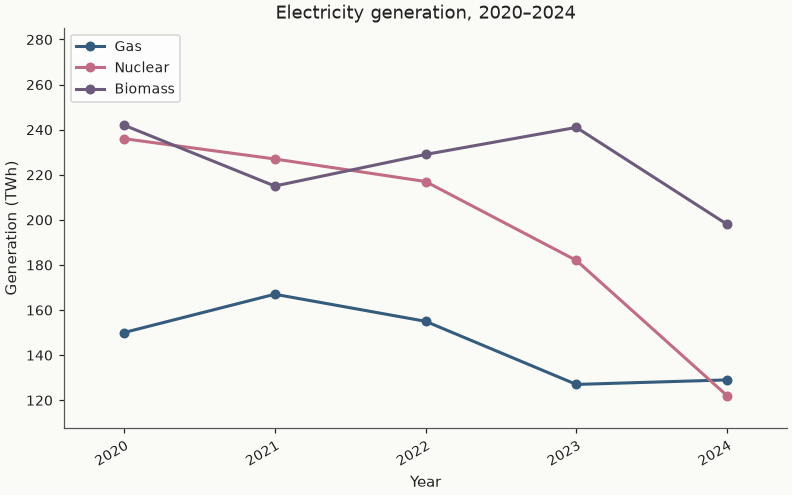 Electricity generation, 2020–2024
Gas
Nuclear
Biomass
Generation (TWh)
280
260
240
220
200
180
160
140
120
2020
2021
2022
2023
2024
Year